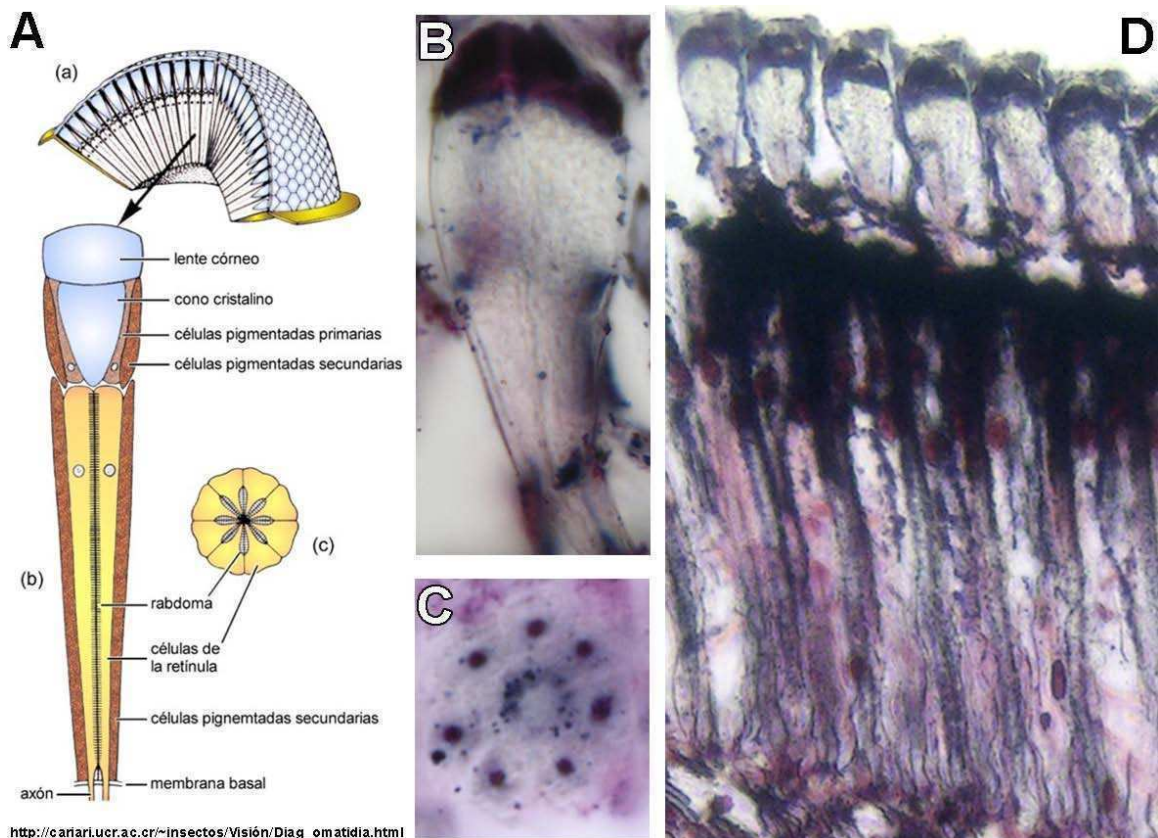 A
(a)
lente córneo
cono cristalino
células pigmentadas primarias
células pigmentadas secundarias
(b)
(c)
rabdoma
células de
la retínula
células pignemtadas secundarias
membrana basal
axón
http://cariari.ucr.ac.cr/~insectos/Visión/Diag_omatidia.html
B
C
D